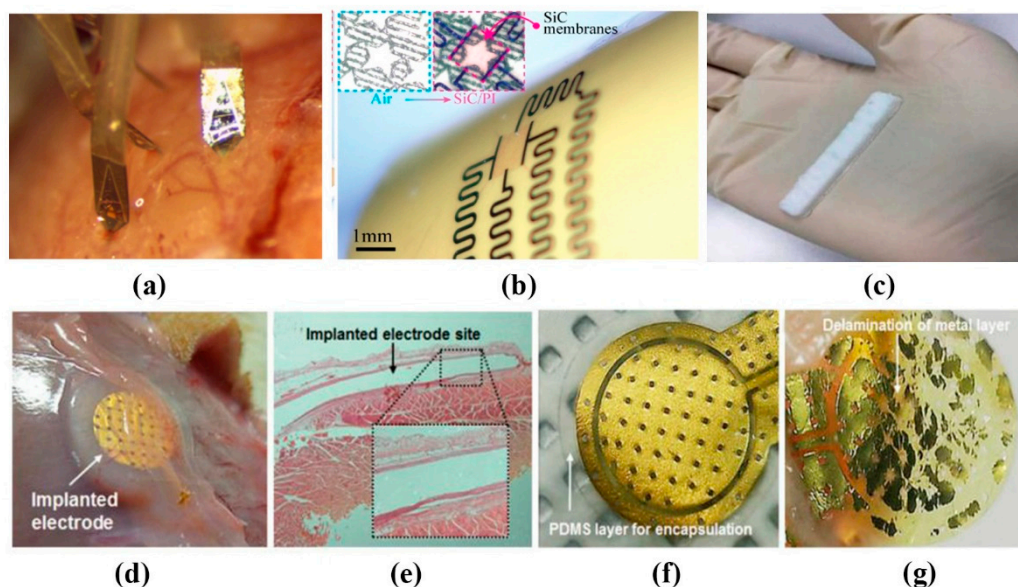 SiC
membranes
Air
SiC/PI
1mm
(a)
(b)
(c)
Implanted electrode site
Delamination of metal layer
Implanted
electrode
PDMS layer for encapsulation
(d)
(e)
(f)
(g)